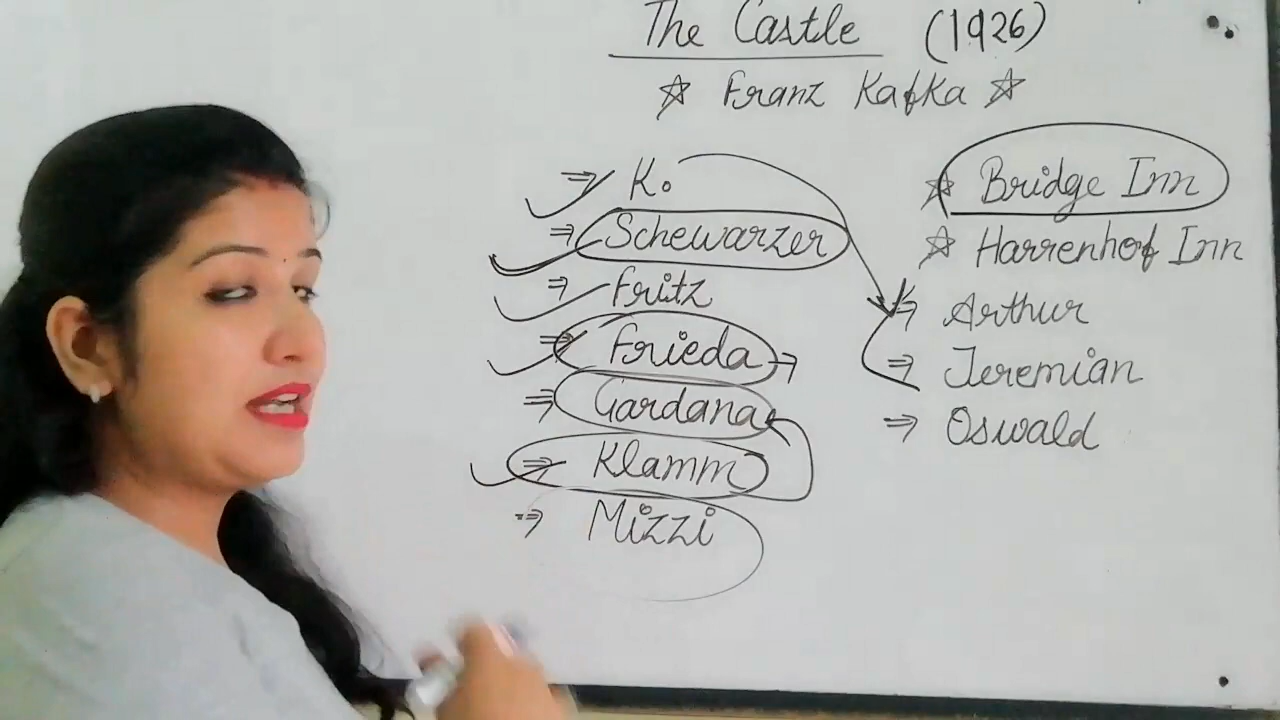 The Castle (1926)
☆ Franz Kafka ☆
⇒ K.
⇒ Schewarzer
⇒ Fritz
⇒ Frieda →
⇒ Gardana
⇒ Klamm
⇒ Mizzi
☆ Bridge Inn
☆ Harrenhof Inn
⇒ Arthur
⇒ Jeremian
⇒ Oswald